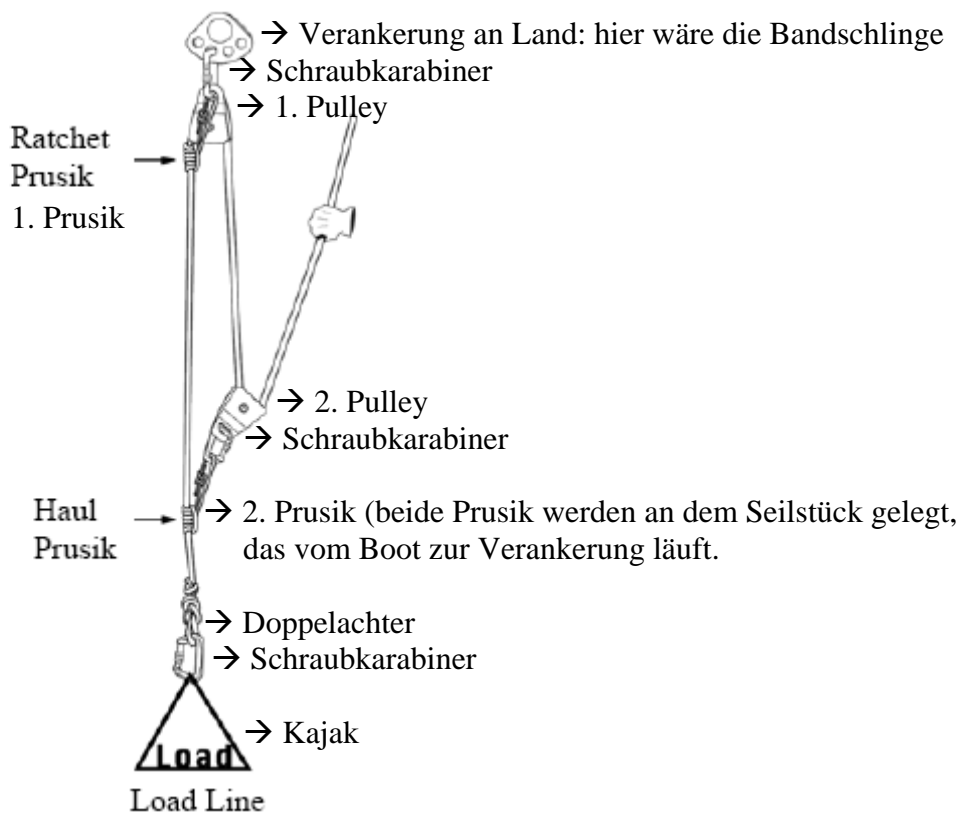 → Verankerung an Land: hier wäre die Bandschlinge
→ Schraubkarabiner
→ 1. Pulley
Ratchet
Prusik
1. Prusik
→ 2. Pulley
→ Schraubkarabiner
Haul
Prusik
→ 2. Prusik (beide Prusik werden an dem Seilstück gelegt,
das vom Boot zur Verankerung läuft.
→ Doppelachter
→ Schraubkarabiner
→ Kajak
Load
Load Line